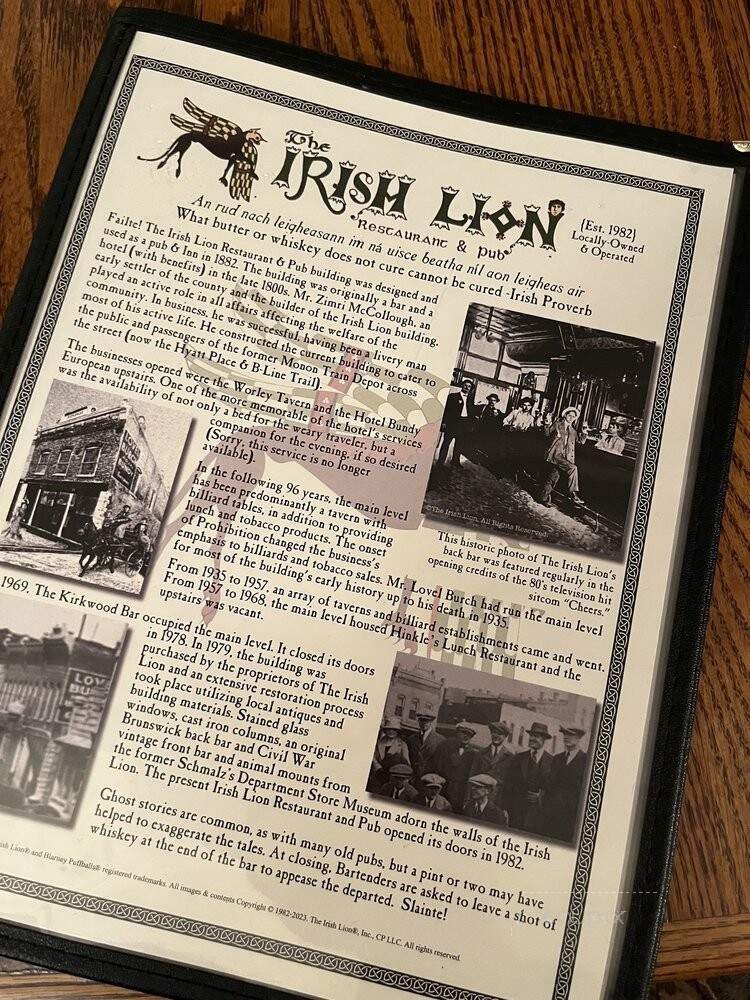 The
IRISH LION
Restaurant & Pub
{Est. 1982}
Locally-Owned
& Operated
An rud nach leigheasann im ná uisce beatha níl aon leigheas air
What butter or whiskey does not cure cannot be cured -Irish Proverb
Failte! The Irish Lion Restaurant & Pub building was designed and
used as a pub & Inn in 1882. The building was originally a bar and a
hotel (with benefits) in the late 1800s. Mr. Zimri McCollough, an
early settler of the county and the builder of the Irish Lion building,
played an active role in all affairs affecting the welfare of the
community. In business, he was successful, having been a livery man
most of his active life. He constructed the current building to cater to
the public and passengers of the former Monon Train Depot across
the street (now the Hyatt Place & B-Line Trail).
The businesses opened were the Worley Tavern and the Hotel Bundy
European upstairs. One of the more memorable of the hotel's services
was the availability of not only a bed for the weary traveler, but a
companion for the evening, if so desired
(Sorry, this service is no longer
available).
In the following 96 years, the main level
has been predominantly a tavern with
billiard tables, in addition to providing
lunch and tobacco products. The onset
of Prohibition changed the business's
emphasis to billiards and tobacco sales. Mr. Lovel Burch had run the main level
for most of the building's early history up to his death in 1935.
©The Irish Lion, All Rights Reserved.
This historic photo of The Irish Lion's
back bar was featured regularly in the
opening credits of the 80's television hit
sitcom "Cheers."
From 1935 to 1957, an array of taverns and billiard establishments came and went.
From 1957 to 1968, the main level housed Hinkle's Lunch Restaurant and the
upstairs was vacant.
1969, The Kirkwood Bar occupied the main level. It closed its doors
in 1978. In 1979, the building was
purchased by the proprietors of The Irish
Lion and an extensive restoration process
took place utilizing local antiques and
building materials. Stained glass
windows, cast iron columns, an original
Brunswick back bar and Civil War
vintage front bar and animal mounts from
the former Schmalz's Department Store Museum adorn the walls of the Irish
Lion. The present Irish Lion Restaurant and Pub opened its doors in 1982.
LOV
Ghost stories are common, as with many old pubs, but a pint or two may have
helped to exaggerate the tales. At closing, Bartenders are asked to leave a shot of
whiskey at the end of the bar to appease the departed. Slainte!
ish Lion® and Blarney Puffballs® registered trademarks. All images & contents Copyright © 1982-2023. The Irish Lion®, Inc., CP LLC. All rights reserved.